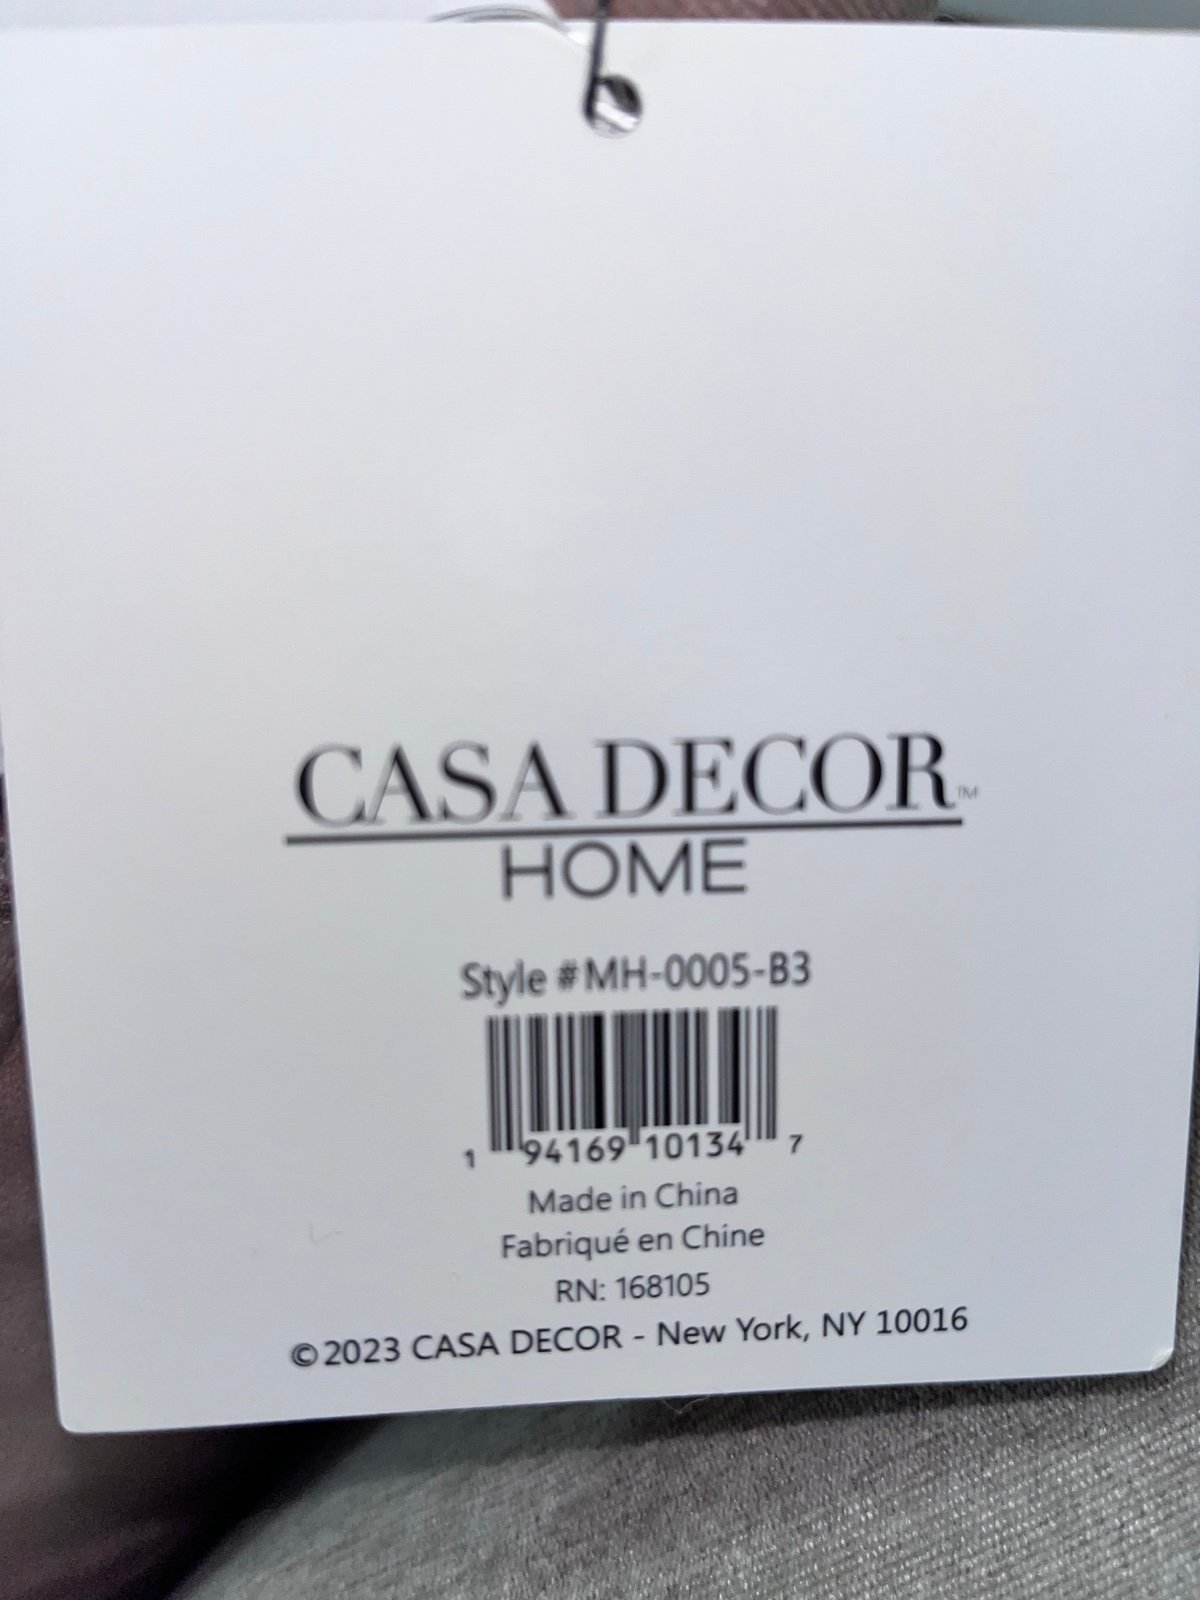 CASA DECOR™
HOME
Style #MH-0005-B3
1 94169 10134 7
Made in China
Fabriqué en Chine
RN: 168105
©2023 CASA DECOR - New York, NY 10016